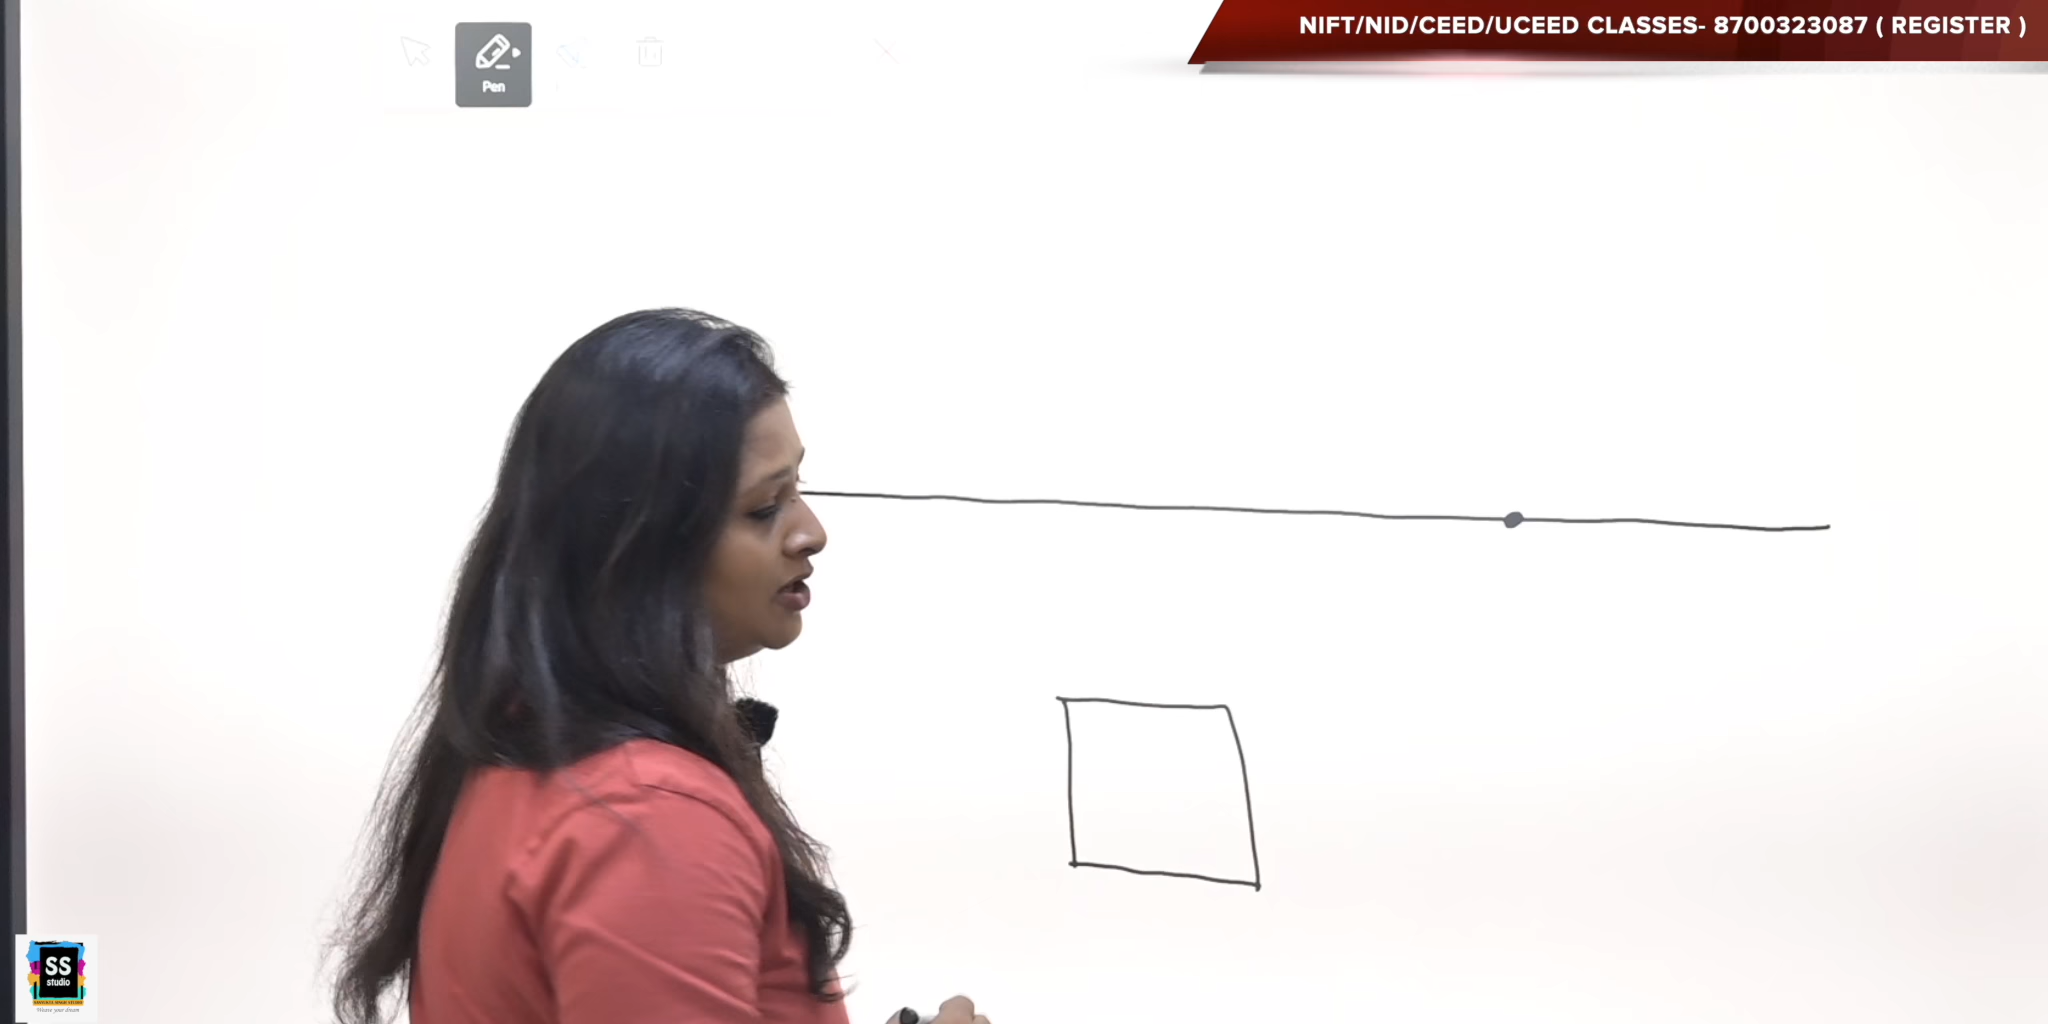 NIFT/NID/CEED/UCEED CLASSES- 8700323087 ( REGISTER )
Pen
SS
studio